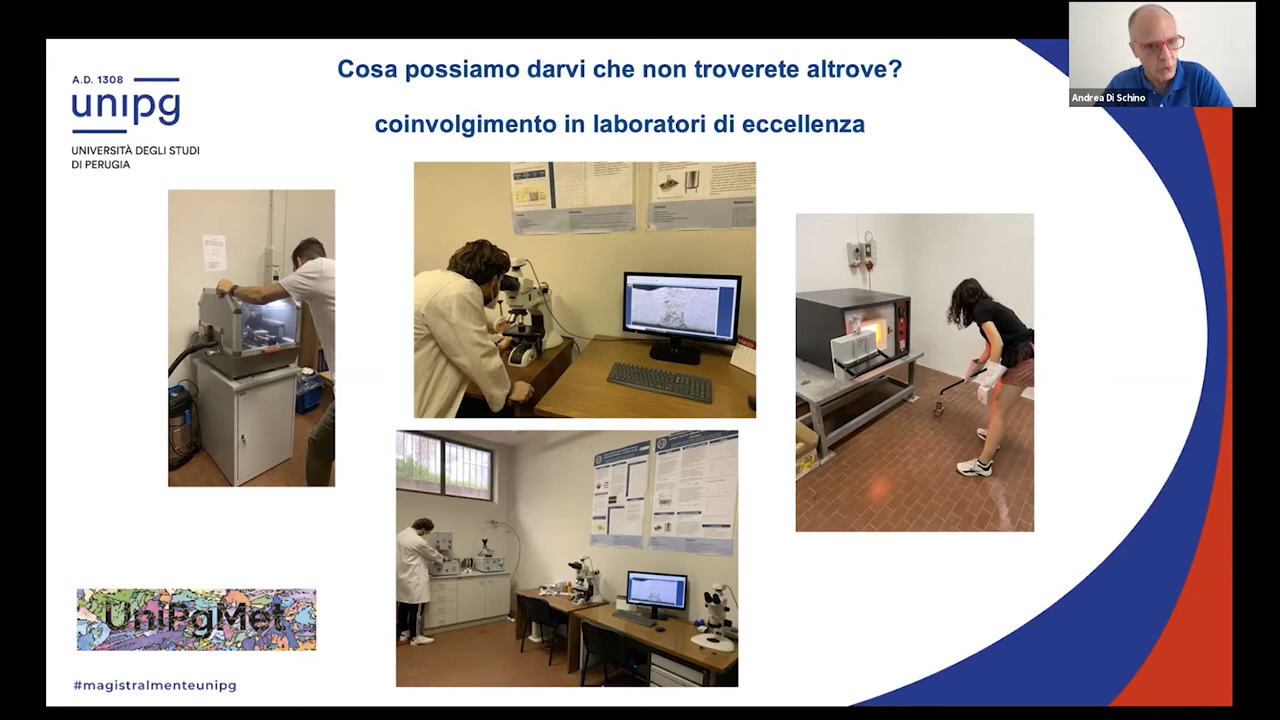 Cosa possiamo darvi che non troverete altrove?
coinvolgimento in laboratori di eccellenza
A.D. 1308
unipg
UNIVERSITÀ DEGLI STUDI
DI PERUGIA
Andrea Di Schino
UniPgMet
#magistralmenteunipg